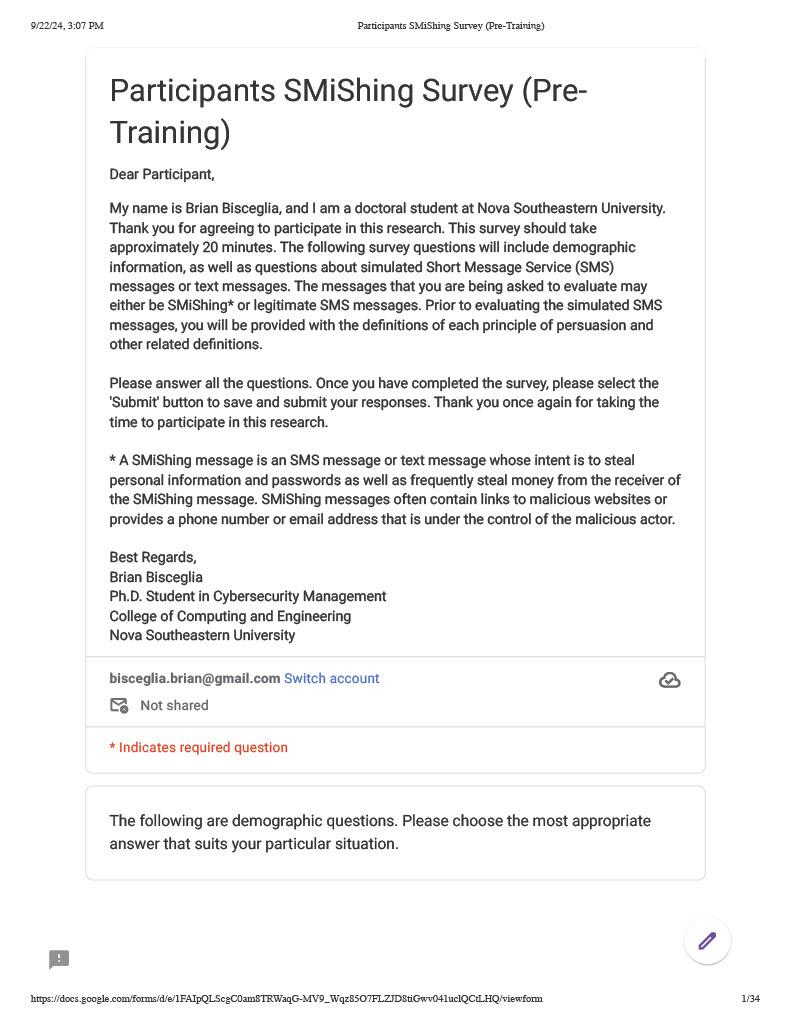 9/22/24, 3:07 PM
Participants SMiShing Survey (Pre-Training)
Participants SMiShing Survey (Pre-
Training)
Dear Participant,
My name is Brian Bisceglia, and I am a doctoral student at Nova Southeastern University.
Thank you for agreeing to participate in this research. This survey should take
approximately 20 minutes. The following survey questions will include demographic
information, as well as questions about simulated Short Message Service (SMS)
messages or text messages. The messages that you are being asked to evaluate may
either be SMiShing* or legitimate SMS messages. Prior to evaluating the simulated SMS
messages, you will be provided with the definitions of each principle of persuasion and
other related definitions.
Please answer all the questions. Once you have completed the survey, please select the
'Submit' button to save and submit your responses. Thank you once again for taking the
time to participate in this research.
* A SMiShing message is an SMS message or text message whose intent is to steal
personal information and passwords as well as frequently steal money from the receiver of
the SMiShing message. SMiShing messages often contain links to malicious websites or
provides a phone number or email address that is under the control of the malicious actor.
Best Regards,
Brian Bisceglia
Ph.D. Student in Cybersecurity Management
College of Computing and Engineering
Nova Southeastern University
bisceglia.brian@gmail.com Switch account
Not shared
* Indicates required question
The following are demographic questions. Please choose the most appropriate
answer that suits your particular situation.
https://docs.google.com/forms/d/e/1FAIpQLScgC0am8TRWaqG-MV9_Wqz85O7FLZJD8tiGwv041uclQCtLHQ/viewform
1/34